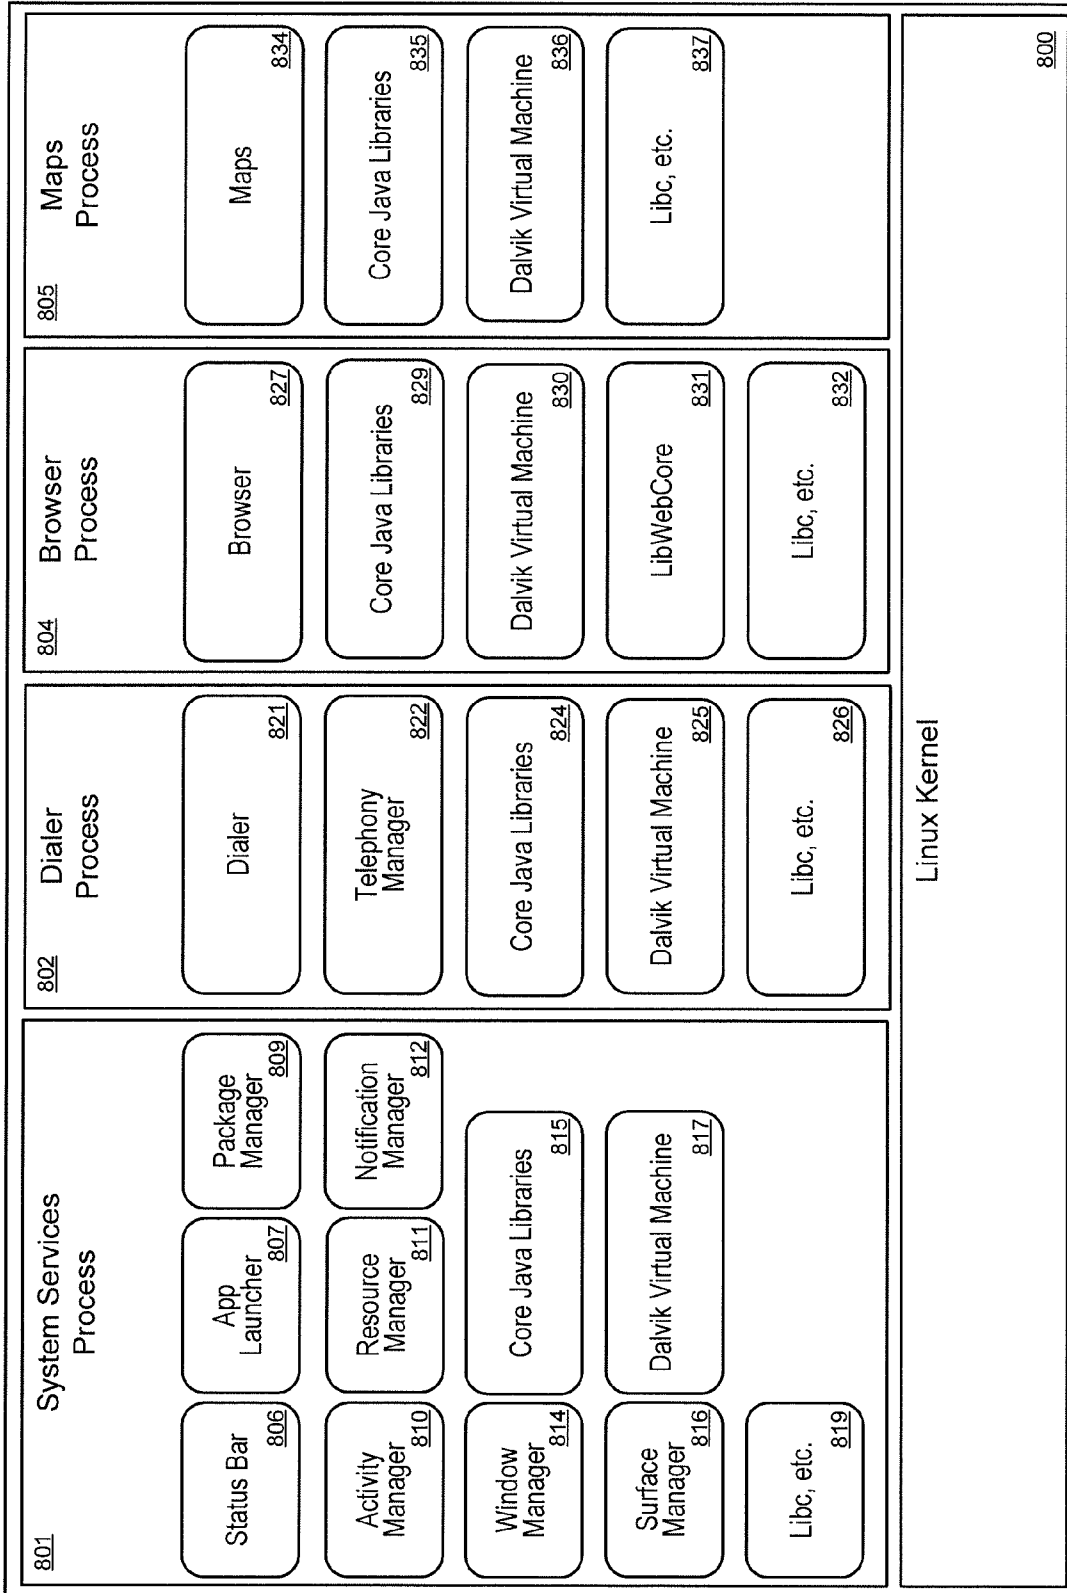 801
System Services
Process
Status Bar
806
App
Launcher
807
Package
Manager
809
Activity
Manager
810
Resource
Manager
811
Notification
Manager
812
Window
Manager
814
Core Java Libraries
815
Surface
Manager
816
Dalvik Virtual Machine
817
Libc, etc.
819
802
Dialer
Process
Dialer
821
Telephony
Manager
822
Core Java Libraries
824
Dalvik Virtual Machine
825
Libc, etc.
826
804
Browser
Process
Browser
827
Core Java Libraries
829
Dalvik Virtual Machine
830
LibWebCore
831
Libc, etc.
832
805
Maps
Process
Maps
834
Core Java Libraries
835
Dalvik Virtual Machine
836
Libc, etc.
837
Linux Kernel
800